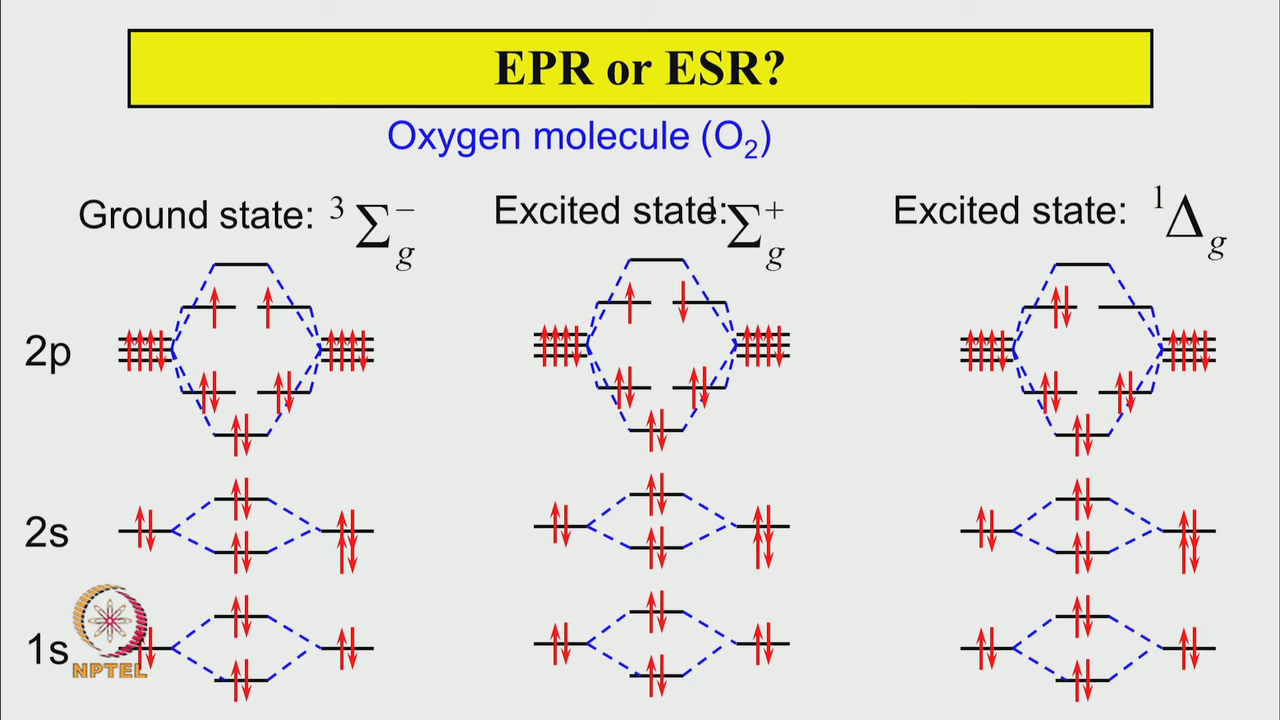 EPR or ESR?
Oxygen molecule (O₂)
Ground state: ³Σg⁻
Excited state: ¹Σg⁺
Excited state: ¹Δg
2p
2s
1s
NPTEL